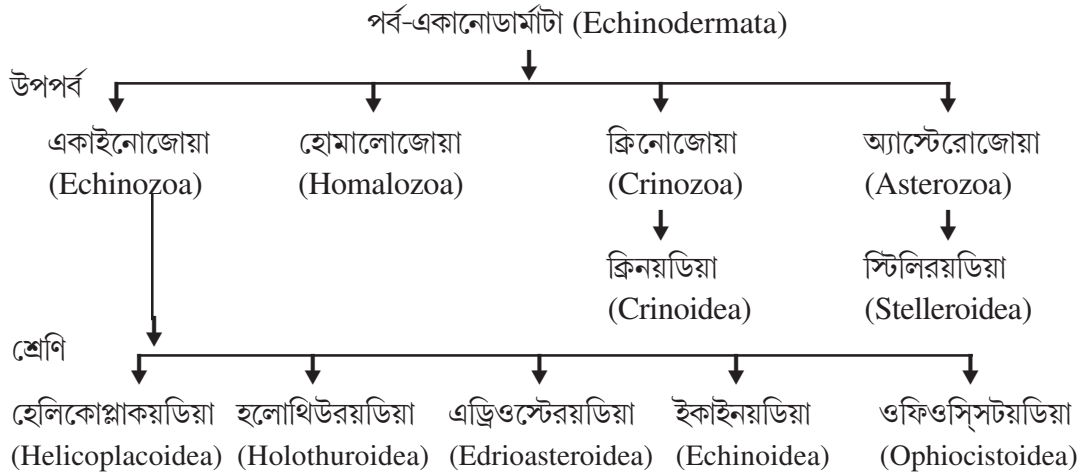 পর্ব-একানোডার্মাটা (Echinodermata)
উপপর্ব
একাইনোজোয়া হোমালোজোয়া ক্রিনোজোয়া অ্যাস্টেরোজোয়া
(Echinozoa) (Homalozoa) (Crinozoa) (Asterozoa)
ক্রিনয়ডিয়া স্টিলিরয়ডিয়া
(Crinoidea) (Stelleroidea)
শ্রেণি
হেলিকোপ্লাকয়ডিয়া হলোথিউরয়ডিয়া এড্রিওস্টেরয়ডিয়া ইকাইনয়ডিয়া ওফিওসি্সটয়ডিয়া
(Helicoplacoidea) (Holothuroidea) (Edrioasteroidea) (Echinoidea) (Ophiocistoidea)